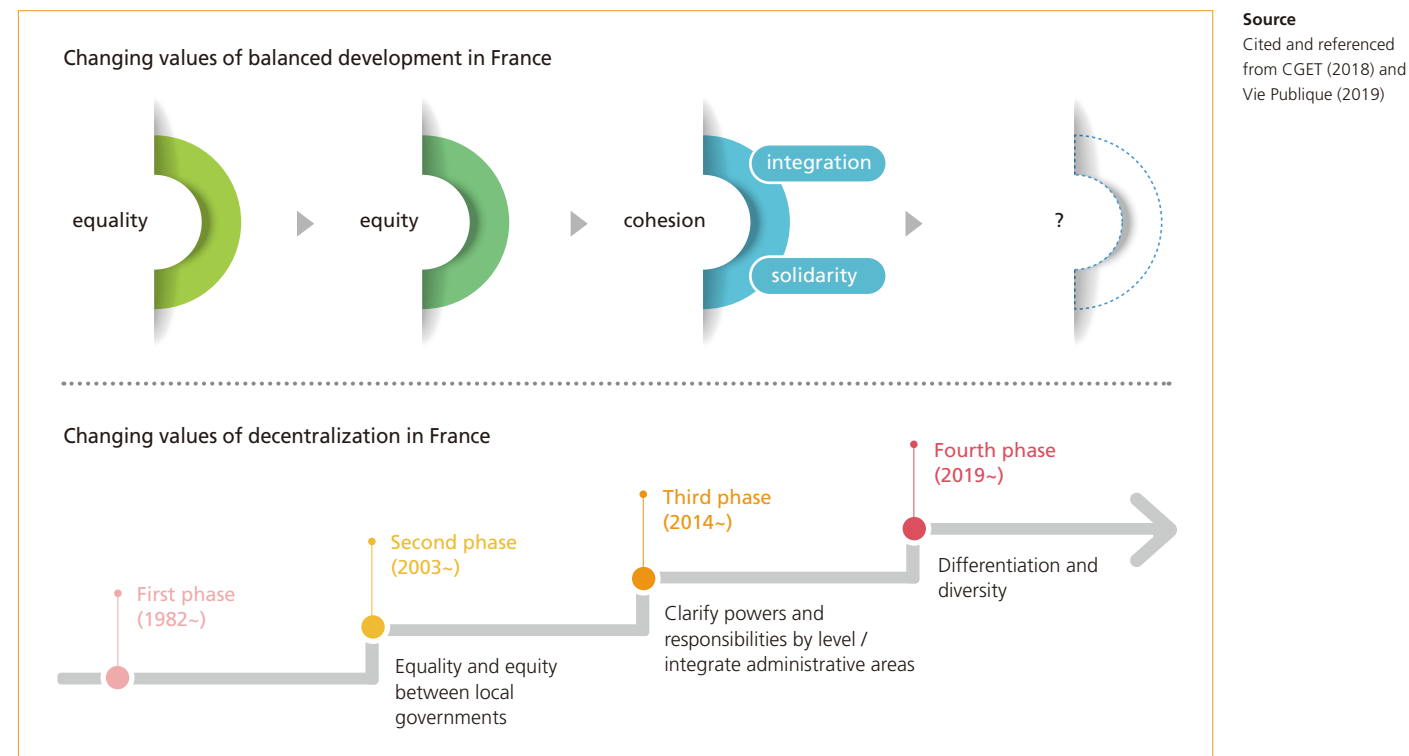 Changing values of balanced development in France
equality
equity
cohesion
integration
solidarity
?
Changing values of decentralization in France
First phase
(1982~)
Second phase
(2003~)
Equality and equity
between local
governments
Third phase
(2014~)
Clarify powers and
responsibilities by level /
integrate administrative areas
Fourth phase
(2019~)
Differentiation and
diversity
Source
Cited and referenced
from CGET (2018) and
Vie Publique (2019)